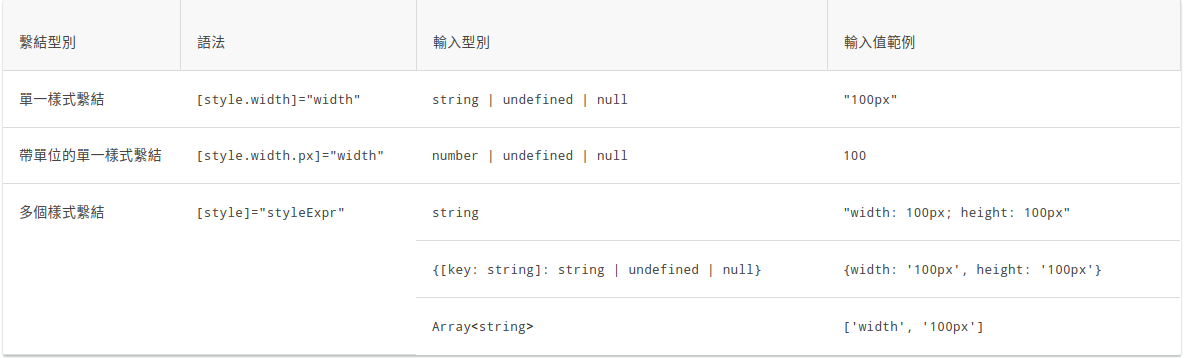 繫結型別 語法 輸入型別 輸入值範例
單一樣式繫結 [style.width]="width" string | undefined | null "100px"
帶單位的單一樣式繫結 [style.width.px]="width" number | undefined | null 100
多個樣式繫結 [style]="styleExpr" string "width: 100px; height: 100px"
{[key: string]: string | undefined | null} {width: '100px', height: '100px'}
Array<string> ['width', '100px']